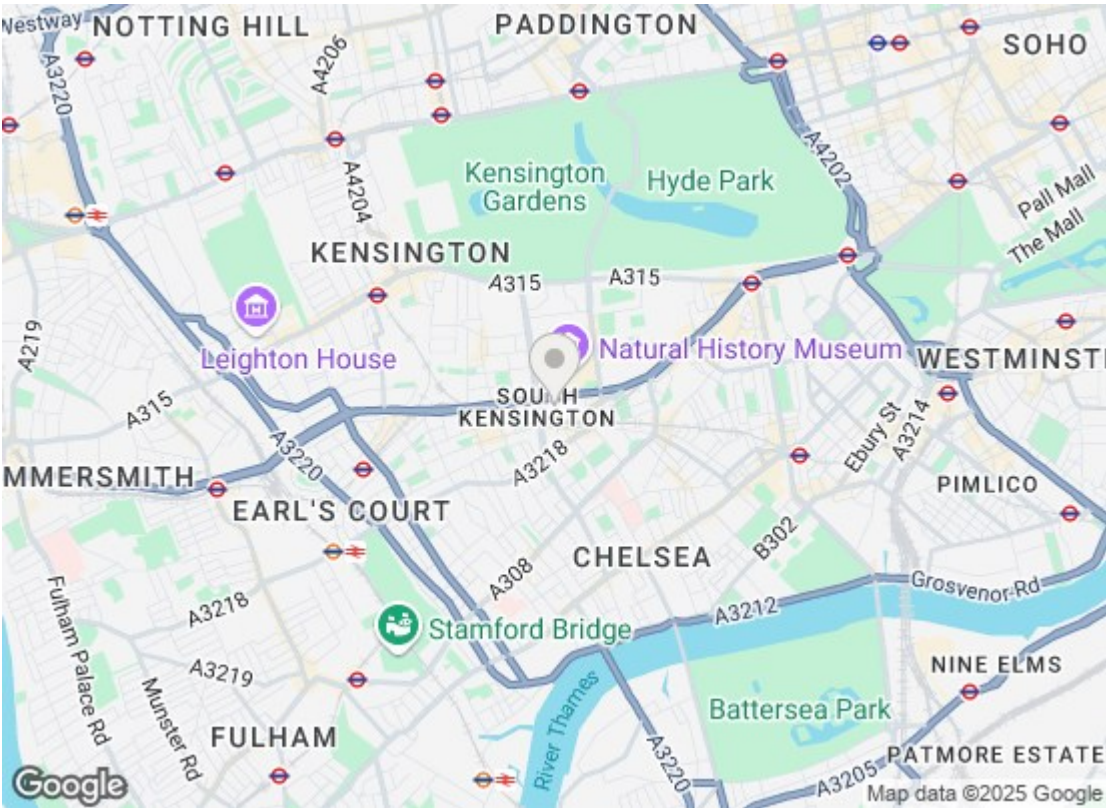 Westway
NOTTING HILL
PADDINGTON
SOHO
A3220
A4206
A4202
A4204
Kensington
Gardens
Hyde Park
Pall Mall
The Mall
KENSINGTON
A315
A315
A219
Leighton House
Natural History Museum
WESTMINST
SOUTH
KENSINGTON
A315
A3220
A3218
Ebury St
A3214
MMERSMITH
EARL'S COURT
PIMLICO
CHELSEA
B302
A308
A3218
A3212
Grosvenor Rd
Stamford Bridge
Fulham Palace Rd
A3219
Munster Rd
NINE ELMS
River Thames
Battersea Park
FULHAM
A3220
PATMORE ESTATE
A3205
Google
Map data ©2025 Google